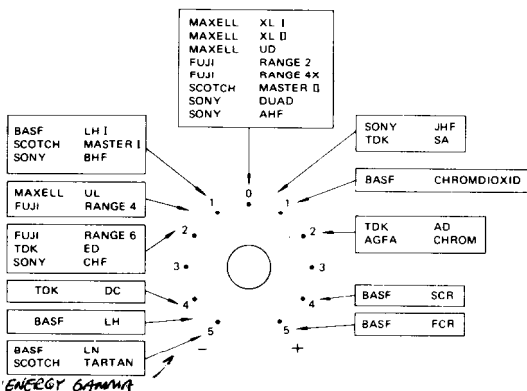 MAXELL XL I
MAXELL XL II
MAXELL UD
FUJI RANGE 2
FUJI RANGE 4X
SCOTCH MASTER II
SONY DUAD
SONY AHF
BASF LH I
SCOTCH MASTER I
SONY BHF
SONY JHF
TDK SA
BASF CHROMDIOXID
MAXELL UL
FUJI RANGE 4
FUJI RANGE 6
TDK ED
SONY CHF
TDK AD
AGFA CHROM
TDK DC
BASF SCR
BASF LH
BASF FCR
BASF LN
SCOTCH TARTAN
0
1 1
2 2
3 3
4 4
5 5
- +
ENERGY GAMMA